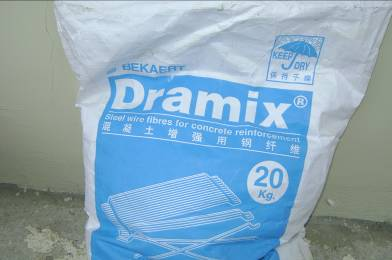 KEEP DRY
保持干燥
BEKAERT
Dramix®
Steel wire fibres for concrete reinforcement
混凝土增强用钢纤维
20
Kg.